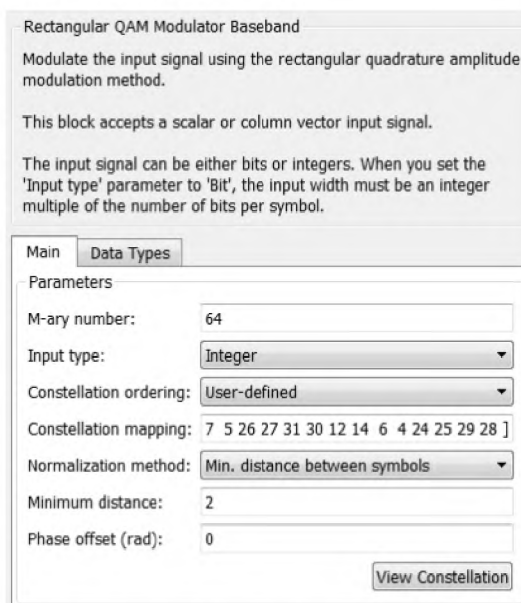 Rectangular QAM Modulator Baseband
Modulate the input signal using the rectangular quadrature amplitude
modulation method.
This block accepts a scalar or column vector input signal.
The input signal can be either bits or integers. When you set the
'Input type' parameter to 'Bit', the input width must be an integer
multiple of the number of bits per symbol.
Main Data Types
Parameters
M-ary number: 64
Input type: Integer
Constellation ordering: User-defined
Constellation mapping: 7 5 26 27 31 30 12 14 6 4 24 25 29 28 ]
Normalization method: Min. distance between symbols
Minimum distance: 2
Phase offset (rad): 0
View Constellation